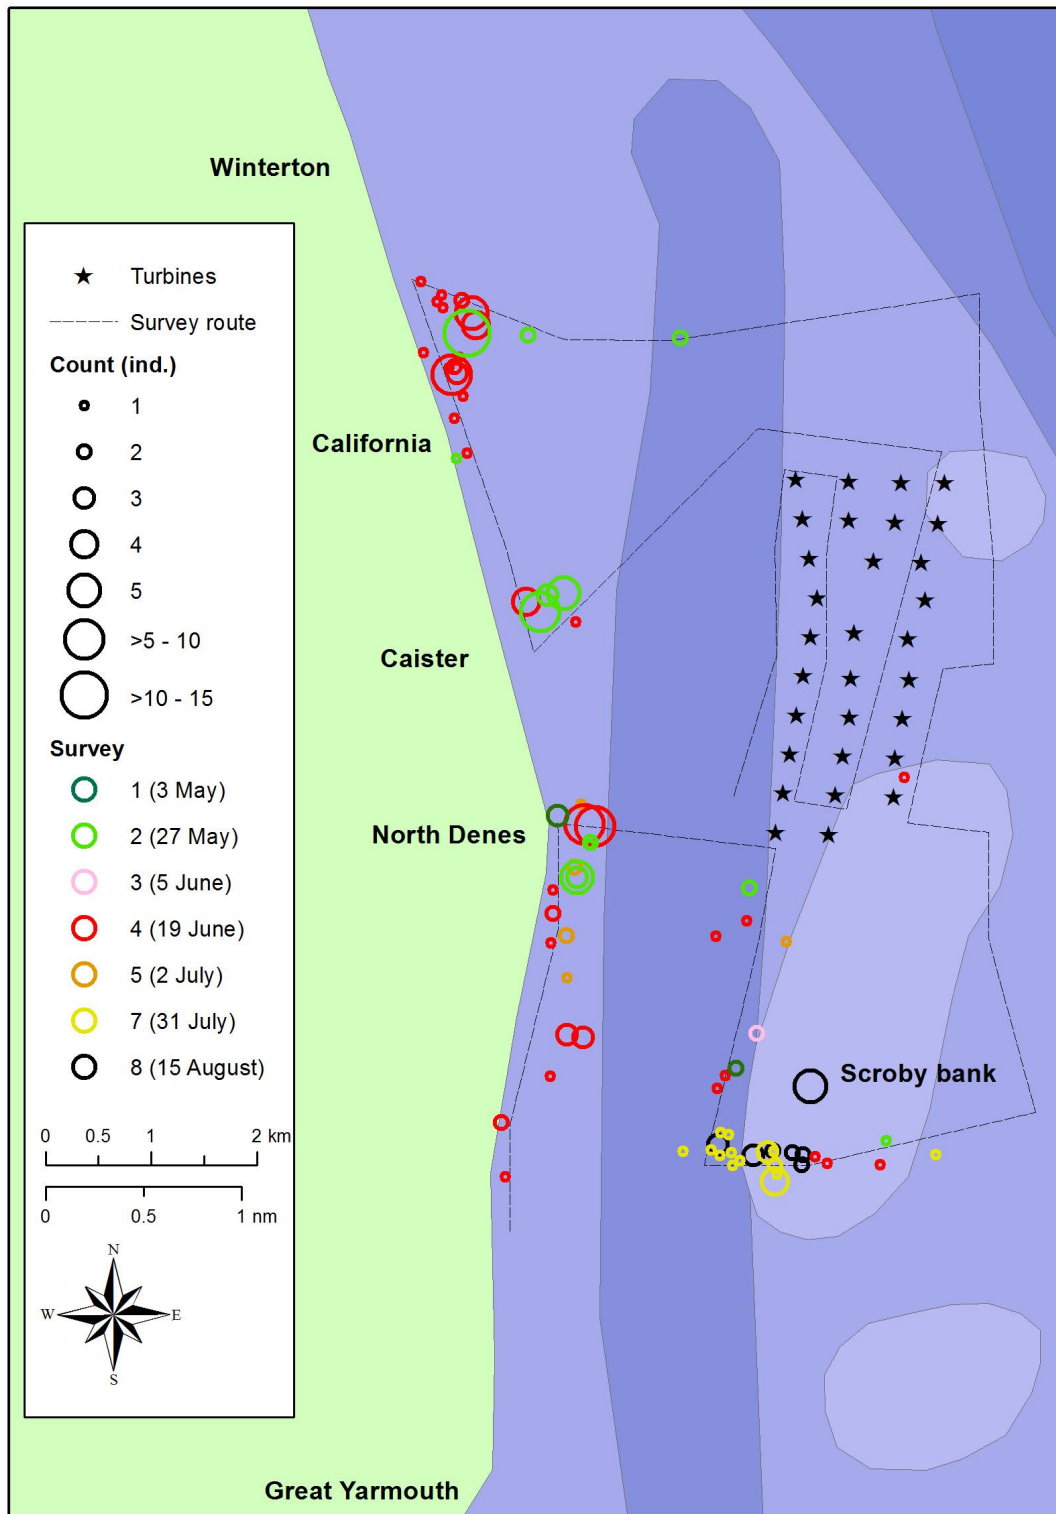 Winterton
Turbines
Survey route
Count (ind.)
1
2
3
4
5
>5 - 10
>10 - 15
Survey
1 (3 May)
2 (27 May)
3 (5 June)
4 (19 June)
5 (2 July)
7 (31 July)
8 (15 August)
0 0.5 1 2 km
0 0.5 1 nm
N
W E
S
California
Caister
North Denes
Scroby bank
Great Yarmouth